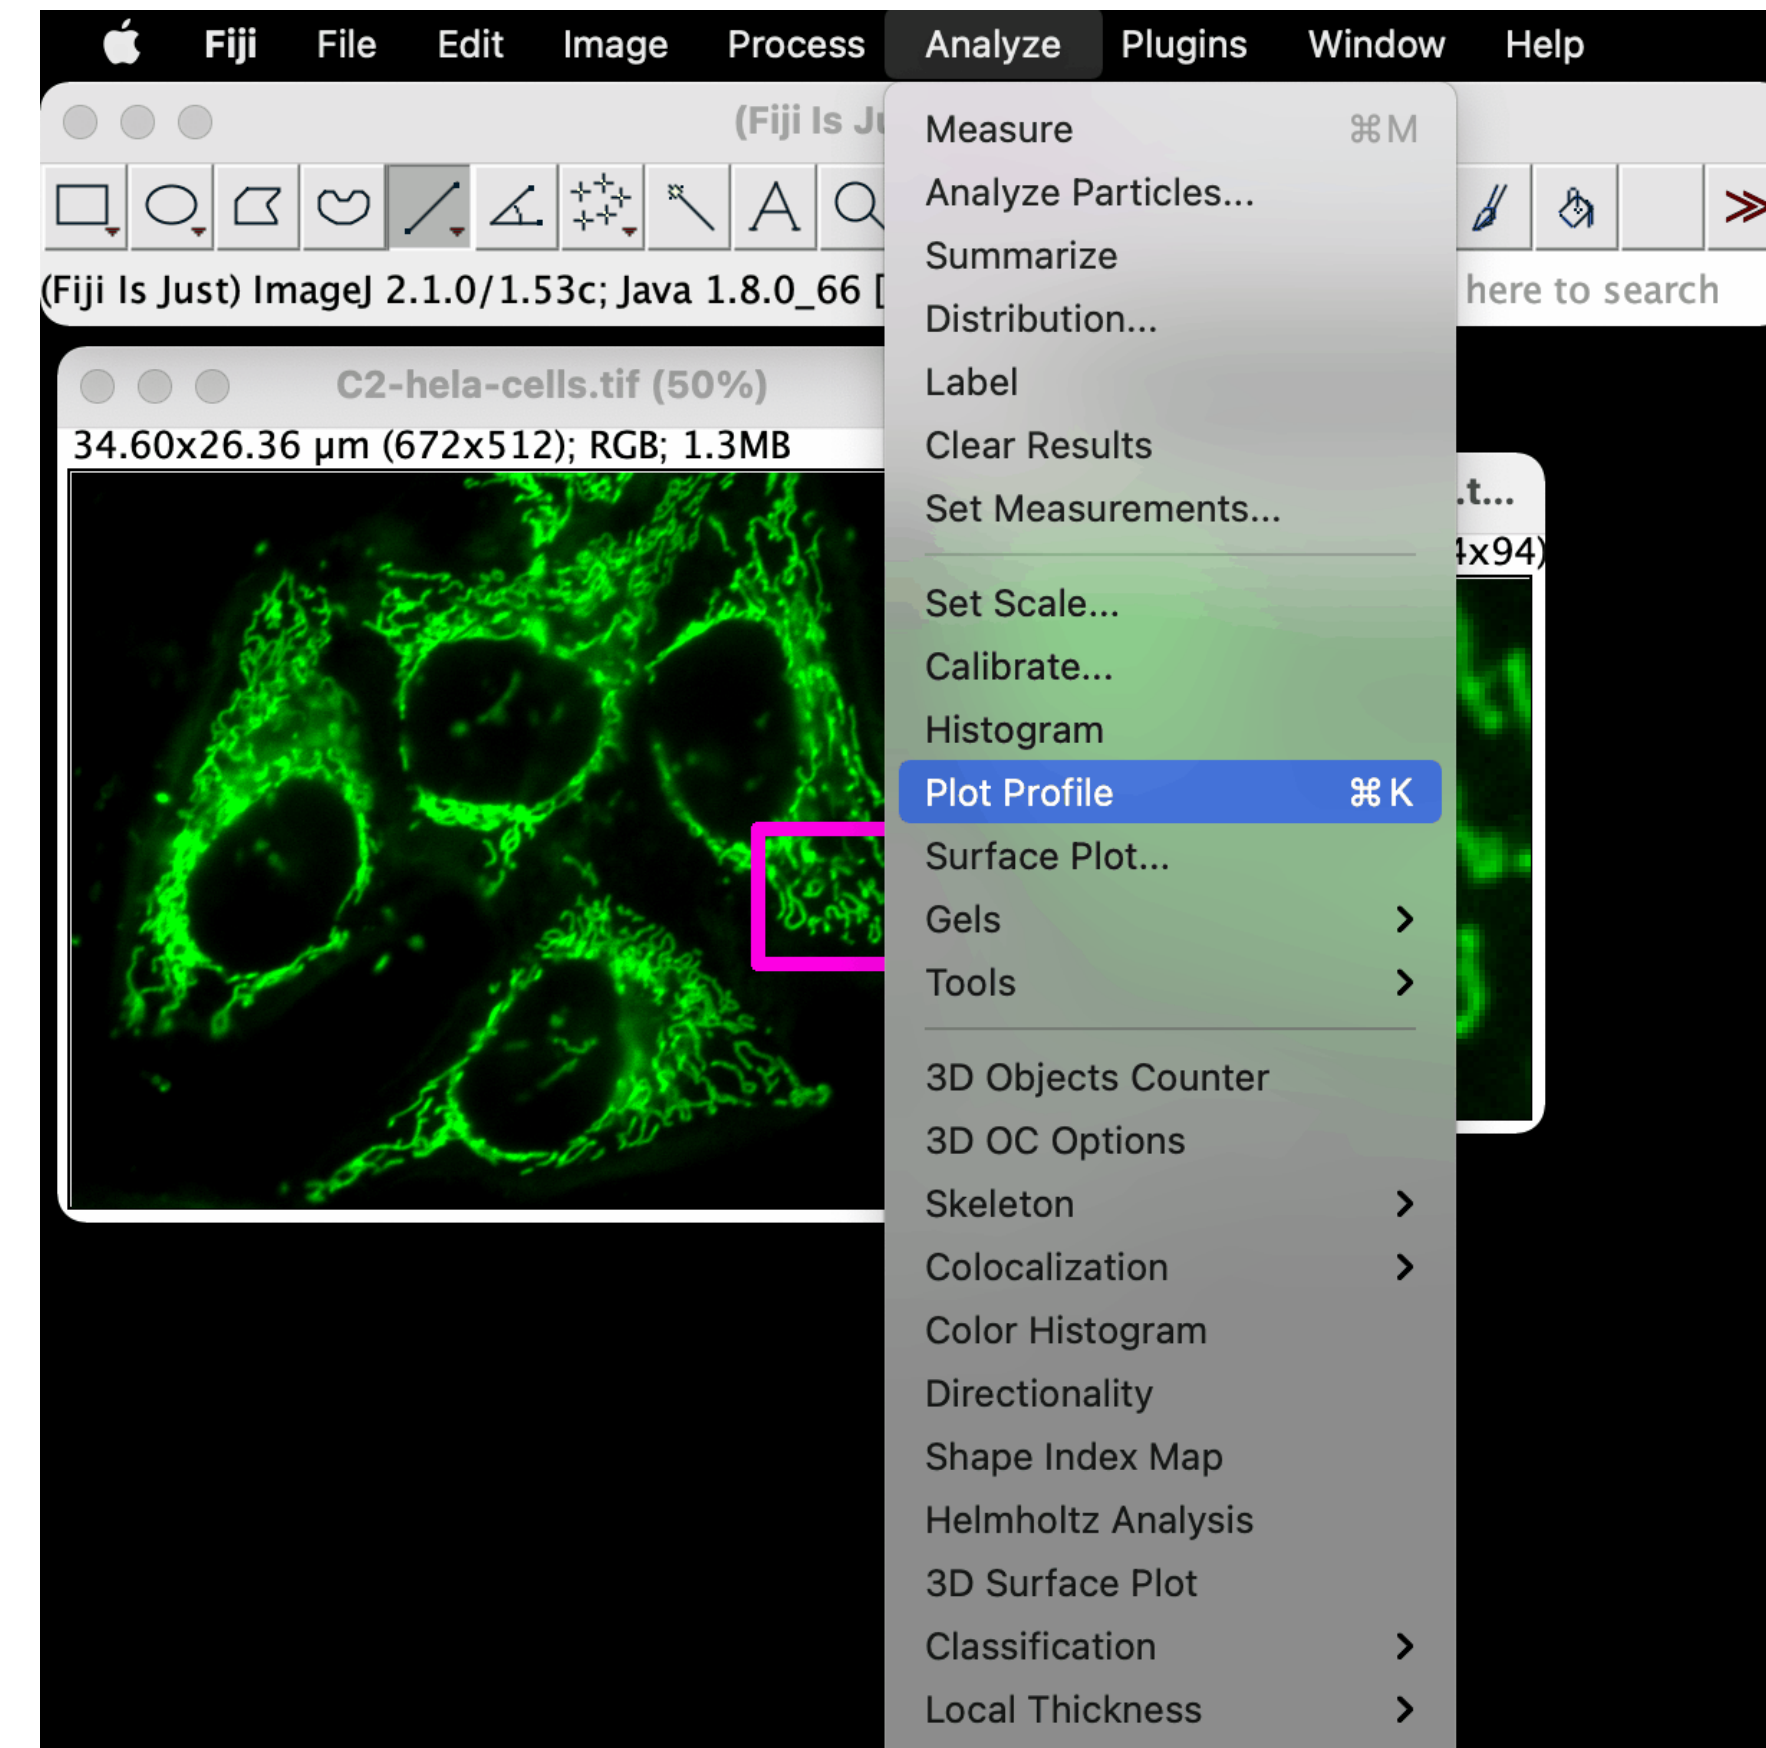 Fiji File Edit Image Process Analyze Plugins Window Help
(Fiji Is Ju
(Fiji Is Just) ImageJ 2.1.0/1.53c; Java 1.8.0_66 [
here to search
C2-hela-cells.tif (50%)
34.60x26.36 µm (672x512); RGB; 1.3MB
Measure ⌘M
Analyze Particles...
Summarize
Distribution...
Label
Clear Results
Set Measurements...
Set Scale...
Calibrate...
Histogram
Plot Profile ⌘K
Surface Plot...
Gels
Tools
3D Objects Counter
3D OC Options
Skeleton
Colocalization
Color Histogram
Directionality
Shape Index Map
Helmholtz Analysis
3D Surface Plot
Classification
Local Thickness
.t...
4x94)